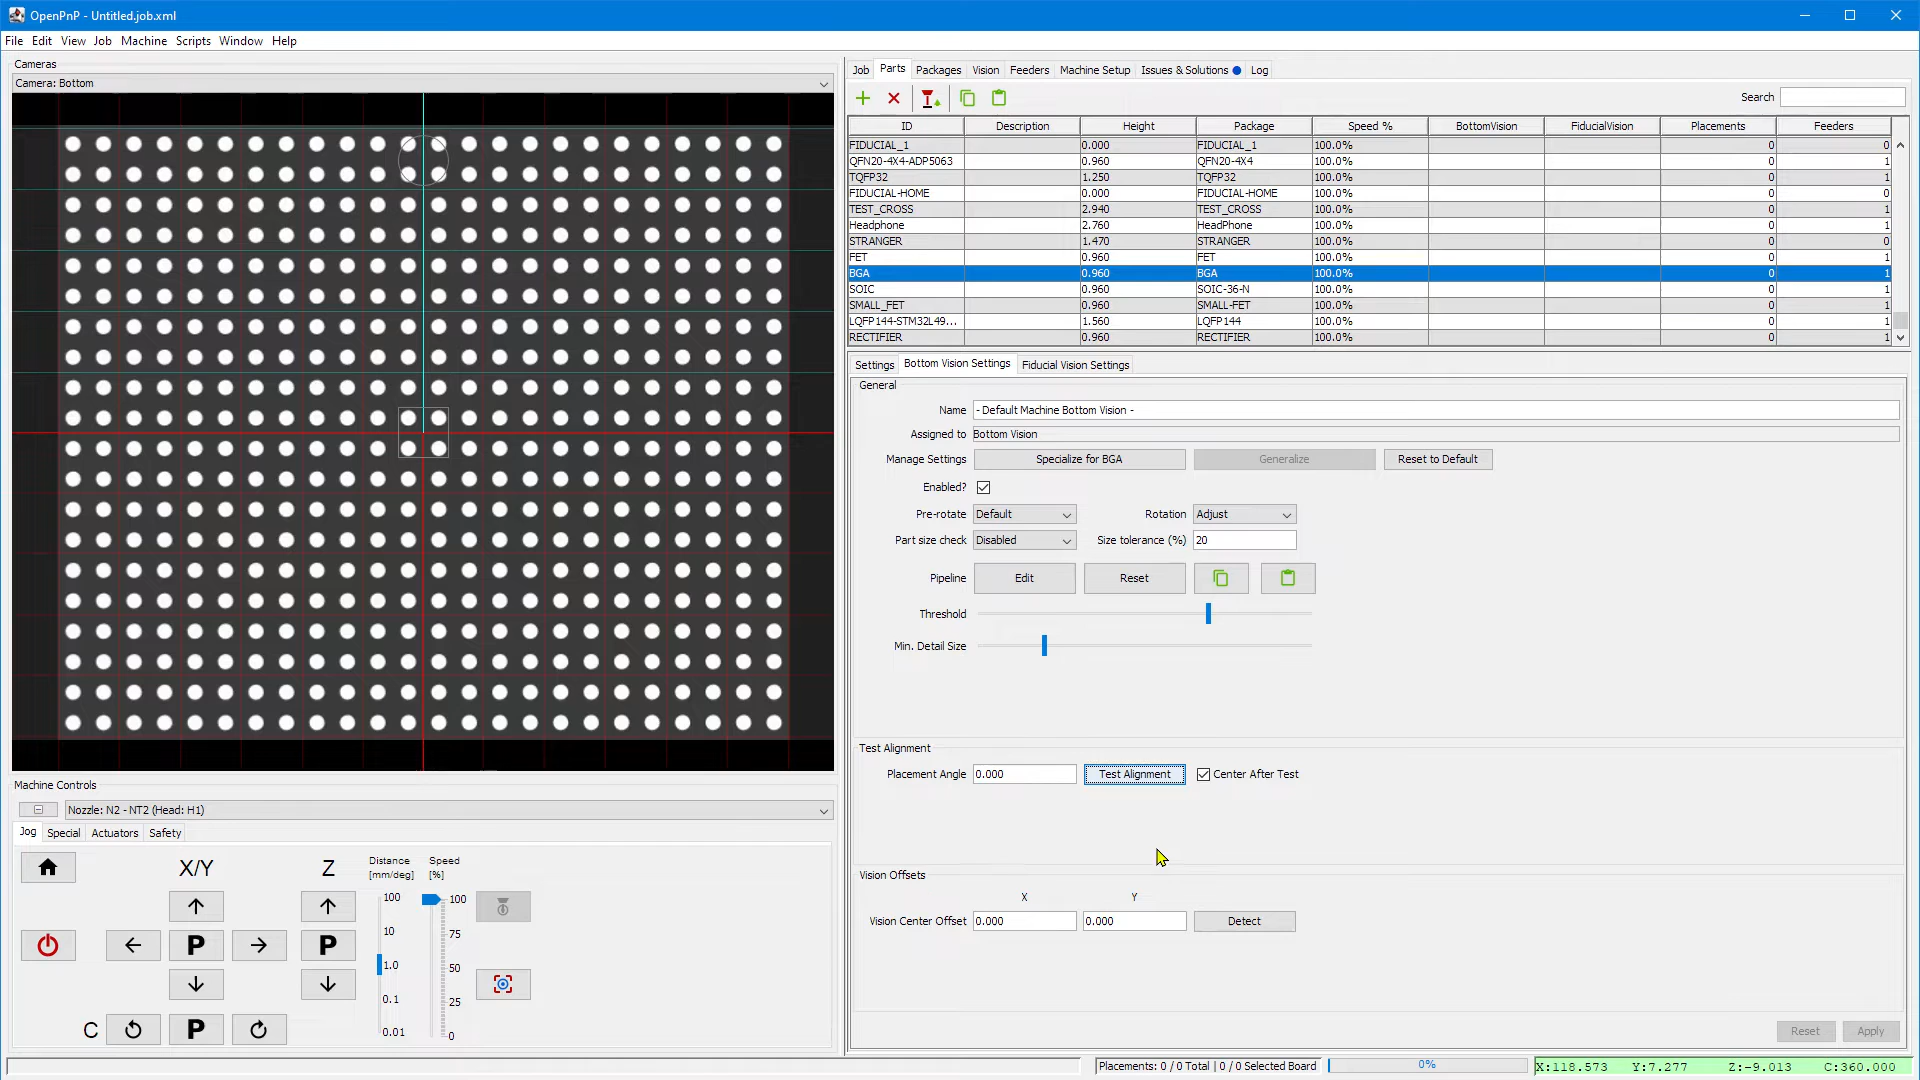 OpenPnP - Untitled.job.xml
File Edit View Job Machine Scripts Window Help
Cameras
Camera: Bottom
Machine Controls
Nozzle: N2 - NT2 (Head: H1)
Jog Special Actuators Safety
X/Y Z Distance [mm/deg] Speed [%]
100 100
10 75
P P
1.0 50
0.1 25
C P
0.01 0
Job Parts Packages Vision Feeders Machine Setup Issues & Solutions Log
Search
ID Description Height Package Speed % BottomVision FiducialVision Placements Feeders
FIDUCIAL_1 0.000 FIDUCIAL_1 100.0% 0 0
QFN20-4X4-ADP5063 0.960 QFN20-4X4 100.0% 0 1
TQFP32 1.250 TQFP32 100.0% 0 1
FIDUCIAL-HOME 0.000 FIDUCIAL-HOME 100.0% 0 0
TEST_CROSS 2.940 TEST_CROSS 100.0% 0 1
Headphone 2.760 HeadPhone 100.0% 0 1
STRANGER 1.470 STRANGER 100.0% 0 0
FET 0.960 FET 100.0% 0 1
BGA 0.960 BGA 100.0% 0 1
SOIC 0.960 SOIC-36-N 100.0% 0 1
SMALL_FET 0.960 SMALL-FET 100.0% 0 1
LQFP144-STM32L49... 1.560 LQFP144 100.0% 0 1
RECTIFIER 0.960 RECTIFIER 100.0% 0 1
Settings Bottom Vision Settings Fiducial Vision Settings
General
Name - Default Machine Bottom Vision -
Assigned to Bottom Vision
Manage Settings Specialize for BGA Generalize Reset to Default
Enabled?
Pre-rotate Default Rotation Adjust
Part size check Disabled Size tolerance (%) 20
Pipeline Edit Reset
Threshold
Min. Detail Size
Test Alignment
Placement Angle 0.000 Test Alignment Center After Test
Vision Offsets
X Y
Vision Center Offset 0.000 0.000 Detect
Reset Apply
Placements: 0 / 0 Total | 0 / 0 Selected Board 0% X:118.573 Y:7.277 Z:-9.013 C:360.000